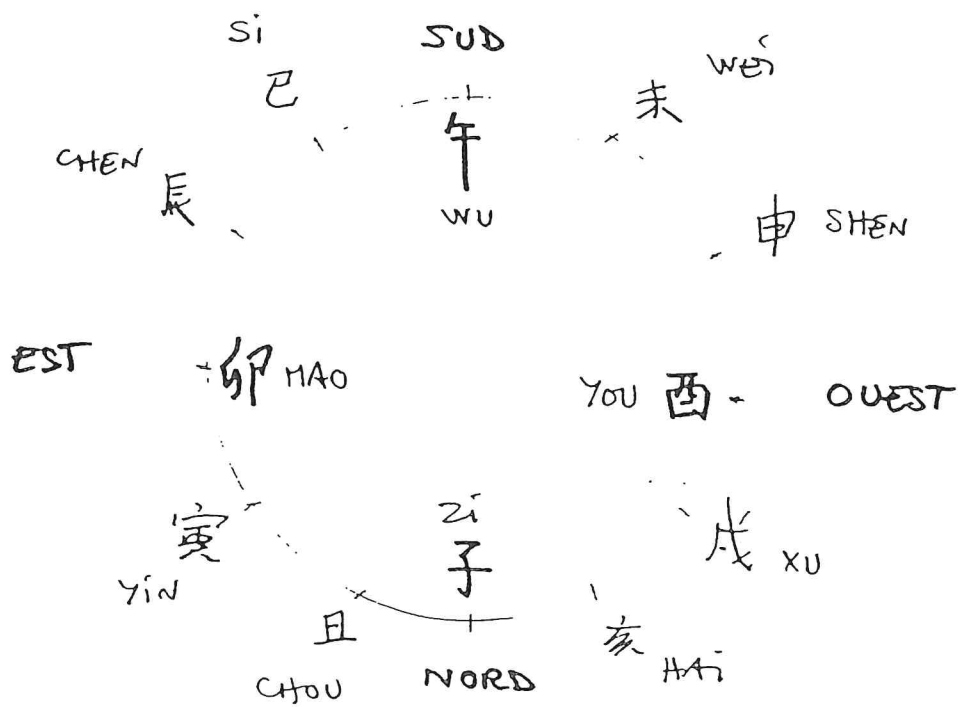 Si
巳
SUD
午
WU
未
WEi
CHEN
辰
申 SHEN
EST
卯 MAO
YOU 酉
OUEST
寅
YiN
Zi
子
戌 XU
且
CHOU
NORD
亥 HAi